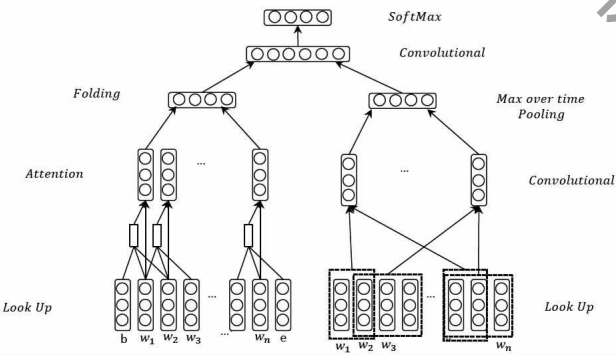 SoftMax
Convolutional
Folding
Max over time
Pooling
Attention
...
...
Convolutional
Look Up
...
...
...
Look Up
b w₁ w₂ w₃ wₙ e
w₁ w₂ w₃ wₙ